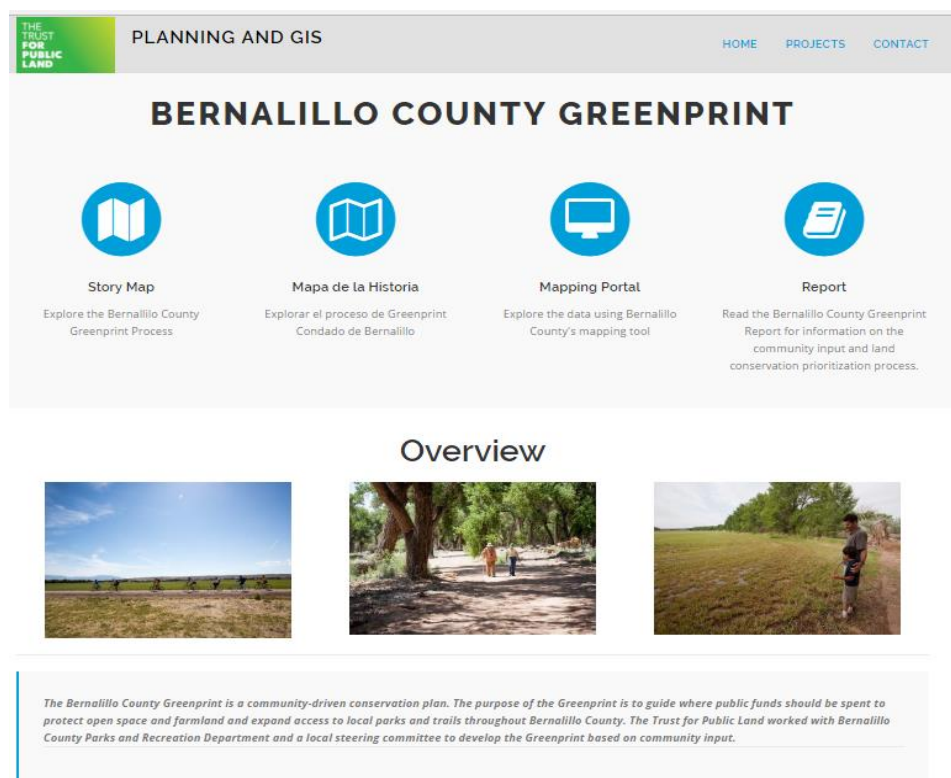 THE
TRUST
FOR
PUBLIC
LAND
PLANNING AND GIS
HOME PROJECTS CONTACT
BERNALILLO COUNTY GREENPRINT
Story Map
Explore the Bernallilo County
Greenprint Process
Mapa de la Historia
Explorar el proceso de Greenprint
Condado de Bernalillo
Mapping Portal
Explore the data using Bernalillo
County's mapping tool
Report
Read the Bernalillo County Greenprint
Report for information on the
community input and land
conservation prioritization process.
Overview
The Bernalillo County Greenprint is a community-driven conservation plan. The purpose of the Greenprint is to guide where public funds should be spent to
protect open space and farmland and expand access to local parks and trails throughout Bernalillo County. The Trust for Public Land worked with Bernalillo
County Parks and Recreation Department and a local steering committee to develop the Greenprint based on community input.